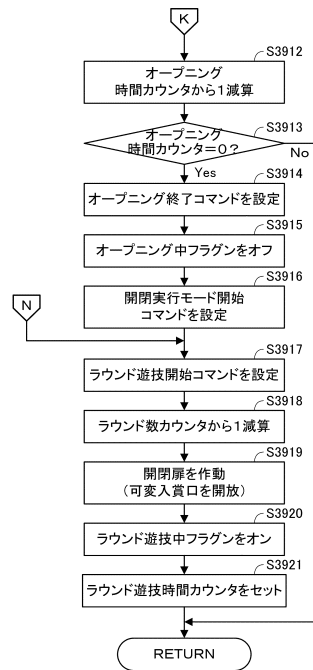 K
S3912
オープニング
時間カウンタから1減算
S3913
オープニング
時間カウンタ=0?
No
Yes
S3914
オープニング終了コマンドを設定
S3915
オープニング中フラグンをオフ
S3916
開閉実行モード開始
コマンドを設定
N
S3917
ラウンド遊技開始コマンドを設定
S3918
ラウンド数カウンタから1減算
S3919
開閉扉を作動
(可変入賞口を開放)
S3920
ラウンド遊技中フラグンをオン
S3921
ラウンド遊技時間カウンタをセット
RETURN